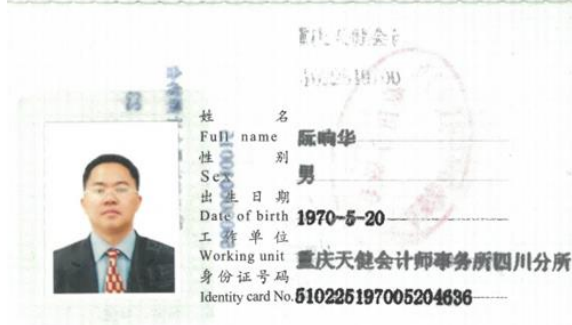 姓 名
Full name 阮响华
性 别
Sex 男
出 生 日 期
Date of birth 1970-5-20
工 作 单 位
Working unit 重庆天健会计师事务所四川分所
身 份 证 号 码
Identity card No. 510225197005204636